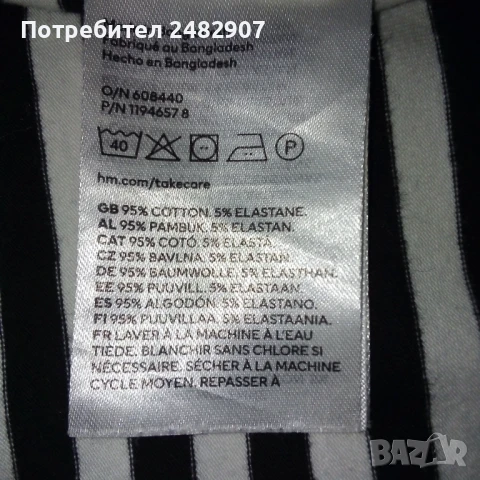 Потребител 2482907
Bangladesh
Fabriqué au Bangladesh
Hecho en Bangladesh
O/N 608440
P/N 1194657 8
40
P
hm.com/takecare
GB 95% COTTON. 5% ELASTANE.
AL 95% PAMBUK. 5% ELASTAN.
CAT 95% COTÓ. 5% ELASTÀ.
CZ 95% BAVLNA. 5% ELASTAN.
DE 95% BAUMWOLLE. 5% ELASTHAN.
EE 95% PUUVILL. 5% ELASTAAN.
ES 95% ALGODÓN. 5% ELASTANO.
FI 95% PUUVILLAA. 5% ELASTAANIA.
FR LAVER À LA MACHINE À L'EAU
TIÈDE. BLANCHIR SANS CHLORE SI
NÉCESSAIRE. SÉCHER À LA MACHINE
CYCLE MOYEN. REPASSER À
BAZAR
bg